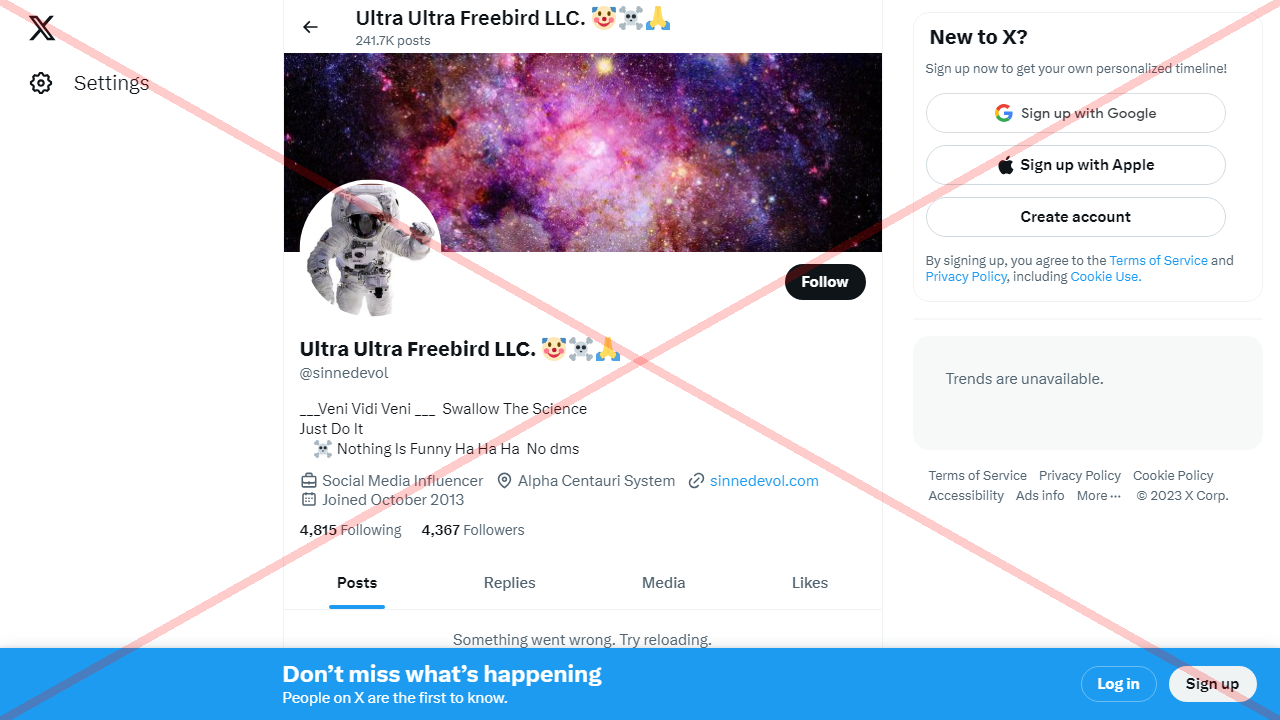 Settings
Ultra Ultra Freebird LLC. 🤡☠️🙏
241.7K posts
Follow
Ultra Ultra Freebird LLC. 🤡☠️🙏
@sinnedevol
___Veni Vidi Veni ___  Swallow The Science
Just Do It
☠️ Nothing Is Funny Ha Ha Ha  No dms
Social Media Influencer Alpha Centauri System sinnedevol.com
Joined October 2013
4,815 Following 4,367 Followers
Posts Replies Media Likes
Something went wrong. Try reloading.
New to X?
Sign up now to get your own personalized timeline!
Sign up with Google
Sign up with Apple
Create account
By signing up, you agree to the Terms of Service and
Privacy Policy, including Cookie Use.
Trends are unavailable.
Terms of Service Privacy Policy Cookie Policy
Accessibility Ads info More ··· © 2023 X Corp.
Don’t miss what’s happening
People on X are the first to know.
Log in Sign up